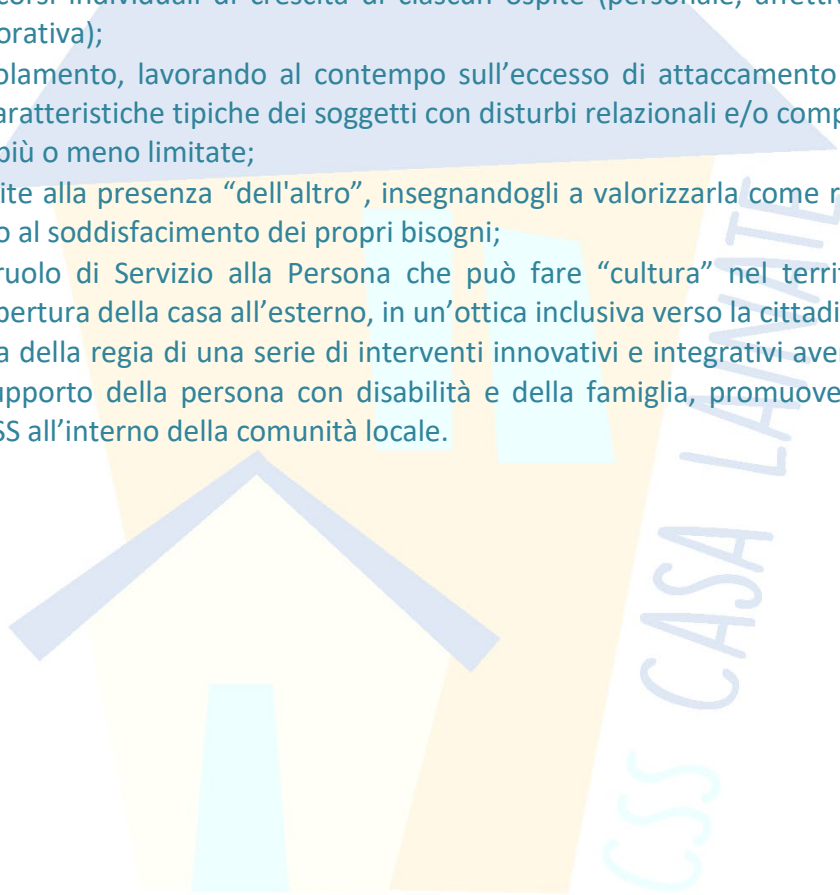 corsi individuali di crescita di ciascun ospite (personale, affettiv
orativa);
olamento, lavorando al contempo sull’eccesso di attaccamento
aratteristiche tipiche dei soggetti con disturbi relazionali e/o comp
più o meno limitate;
ite alla presenza “dell'altro”, insegnandogli a valorizzarla come r
o al soddisfacimento dei propri bisogni;
ruolo di Servizio alla Persona che può fare “cultura” nel territ
pertura della casa all’esterno, in un’ottica inclusiva verso la cittadi
a della regia di una serie di interventi innovativi e integrativi ave
upporto della persona con disabilità e della famiglia, promuove
SS all’interno della comunità locale.
CSS CASA LAINATE